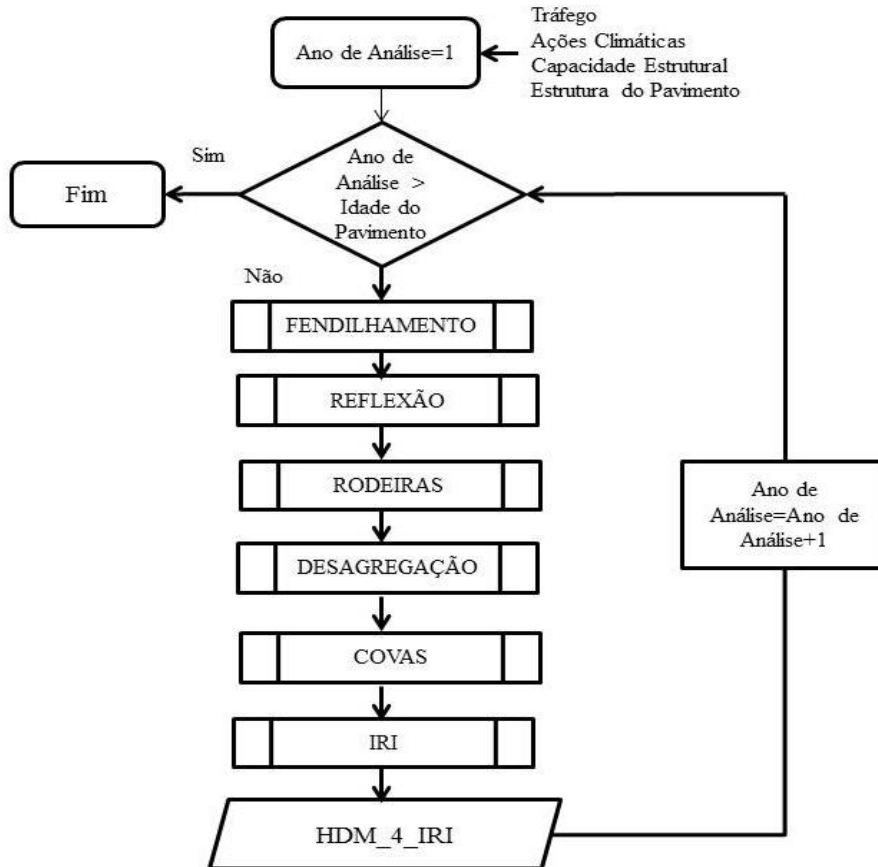 Tráfego
Ações Climáticas
Capacidade Estrutural
Estrutura do Pavimento
Ano de Análise=1
Sim
Ano de
Análise >
Idade do
Pavimento
Fim
Não
FENDILHAMENTO
REFLEXÃO
RODEIRAS
DESAGREGAÇÃO
COVAS
IRI
HDM_4_IRI
Ano de
Análise=Ano de
Análise+1